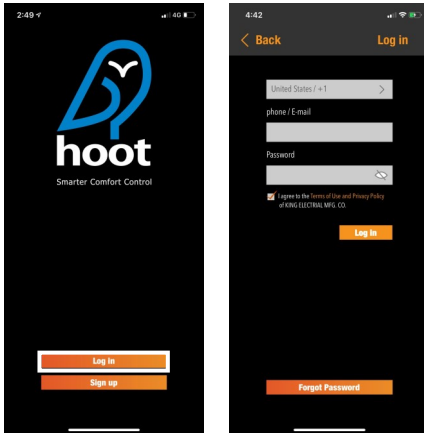 2:49
4G
hoot
Smarter Comfort Control
Log in
Sign up
4:42
Back
Log in
United States / +1
phone / E-mail
Password
I agree to the Terms of Use and Privacy Policy
of KING ELECTRIAL MFG. CO.
Log in
Forgot Password